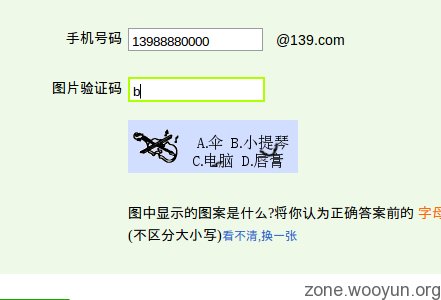 手机号码 13988880000 @139.com
图片验证码 b
A.伞 B.小提琴
C.电脑 D.唇膏
图中显示的图案是什么?将你认为正确答案前的 字母
(不区分大小写)看不清,换一张
zone.wooyun.org